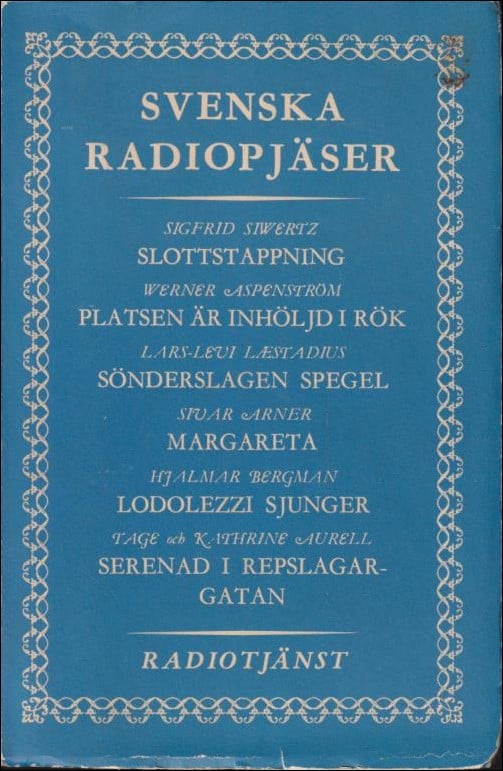 SVENSKA
RADIOPJÄSER
SIGFRID SIWERTZ
SLOTTSTAPPNING
WERNER ASPENSTRÖM
PLATSEN ÄR INHÖLJD I RÖK
LARS-LEVI LÆSTADIUS
SÖNDERSLAGEN SPEGEL
SIVAR ARNER
MARGARETA
HJALMAR BERGMAN
LODOLEZZI SJUNGER
TAGE och KATHRINE AURELL
SERENAD I REPSLAGAR-
GATAN
RADIOTJÄNST